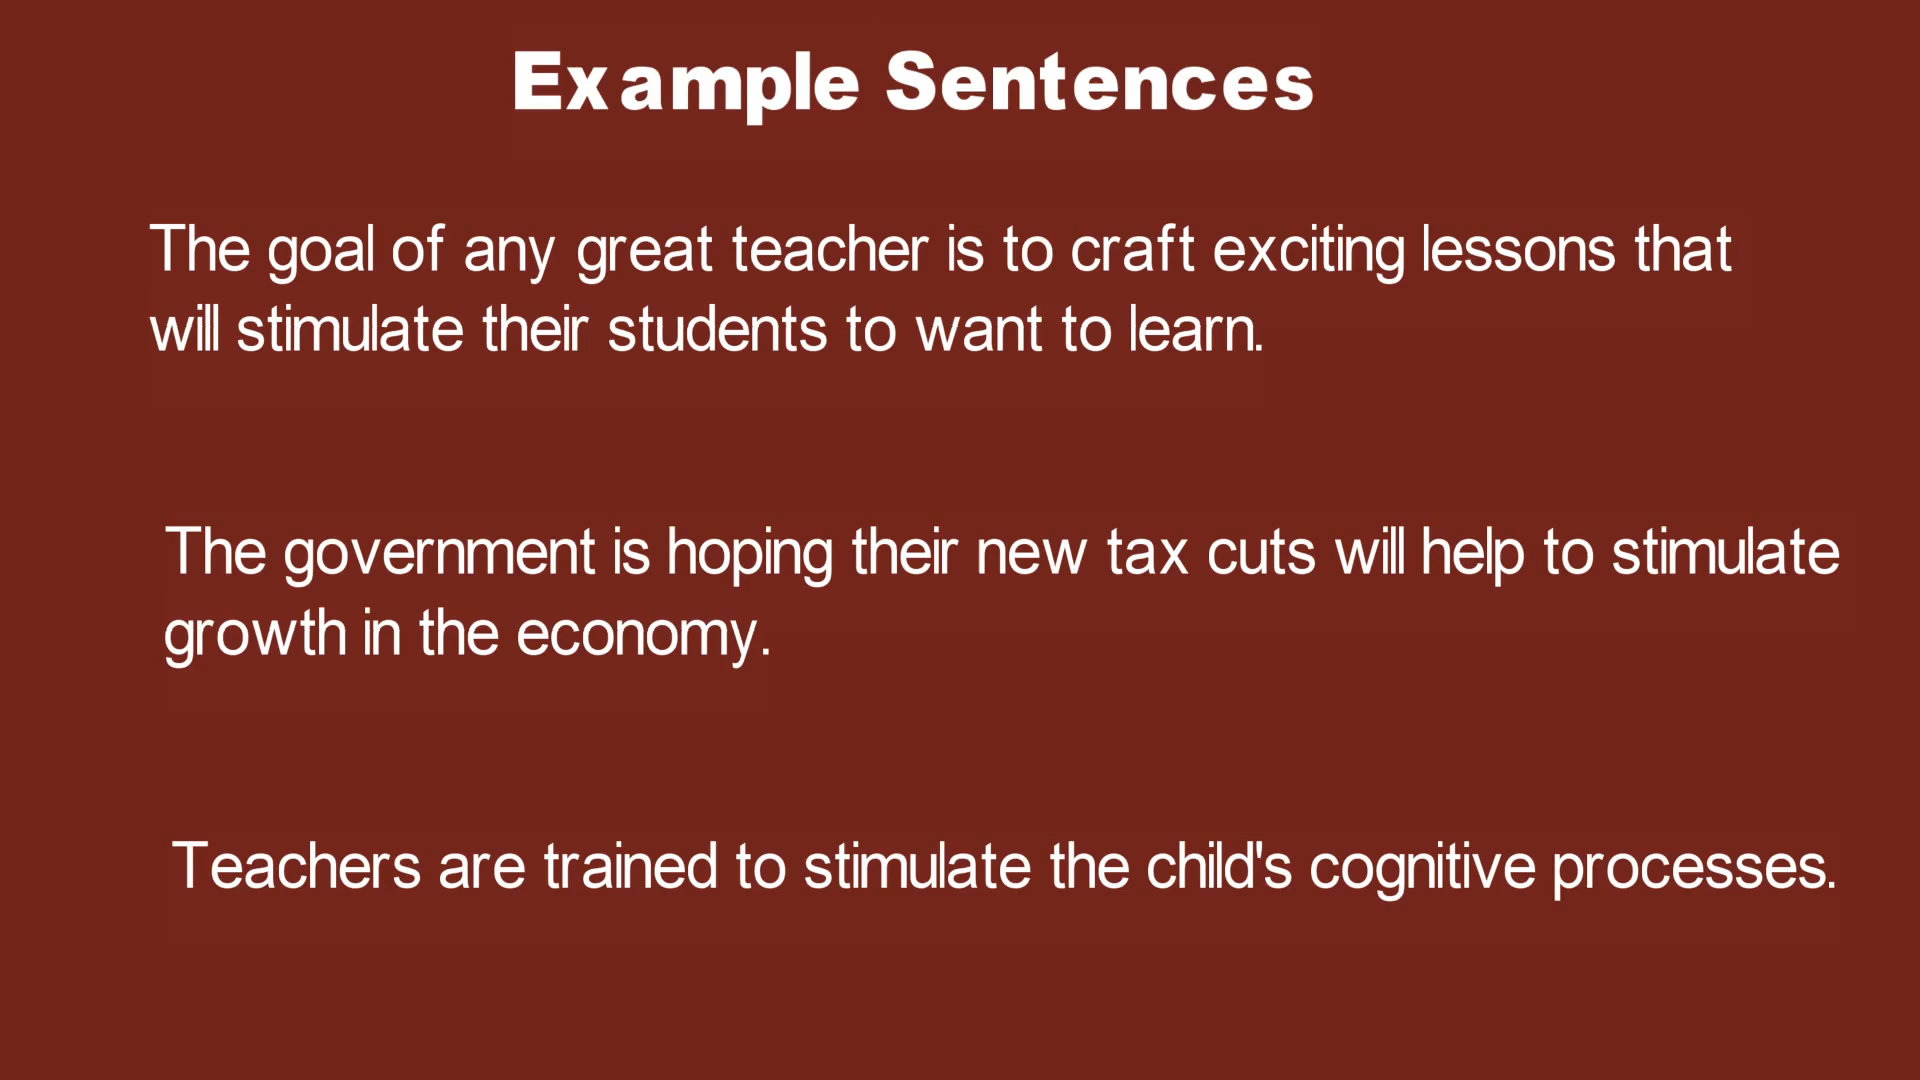 Example Sentences
The goal of any great teacher is to craft exciting lessons that
will stimulate their students to want to learn.
The government is hoping their new tax cuts will help to stimulate
growth in the economy.
Teachers are trained to stimulate the child's cognitive processes.